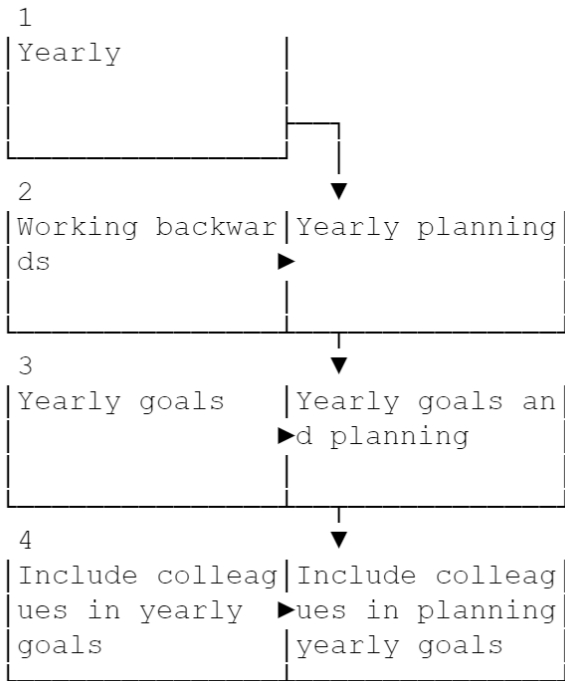 1
Yearly
2
Working backwar Yearly planning
ds
3
Yearly goals Yearly goals an
d planning
4
Include colleag Include colleag
ues in yearly ues in planning
goals yearly goals